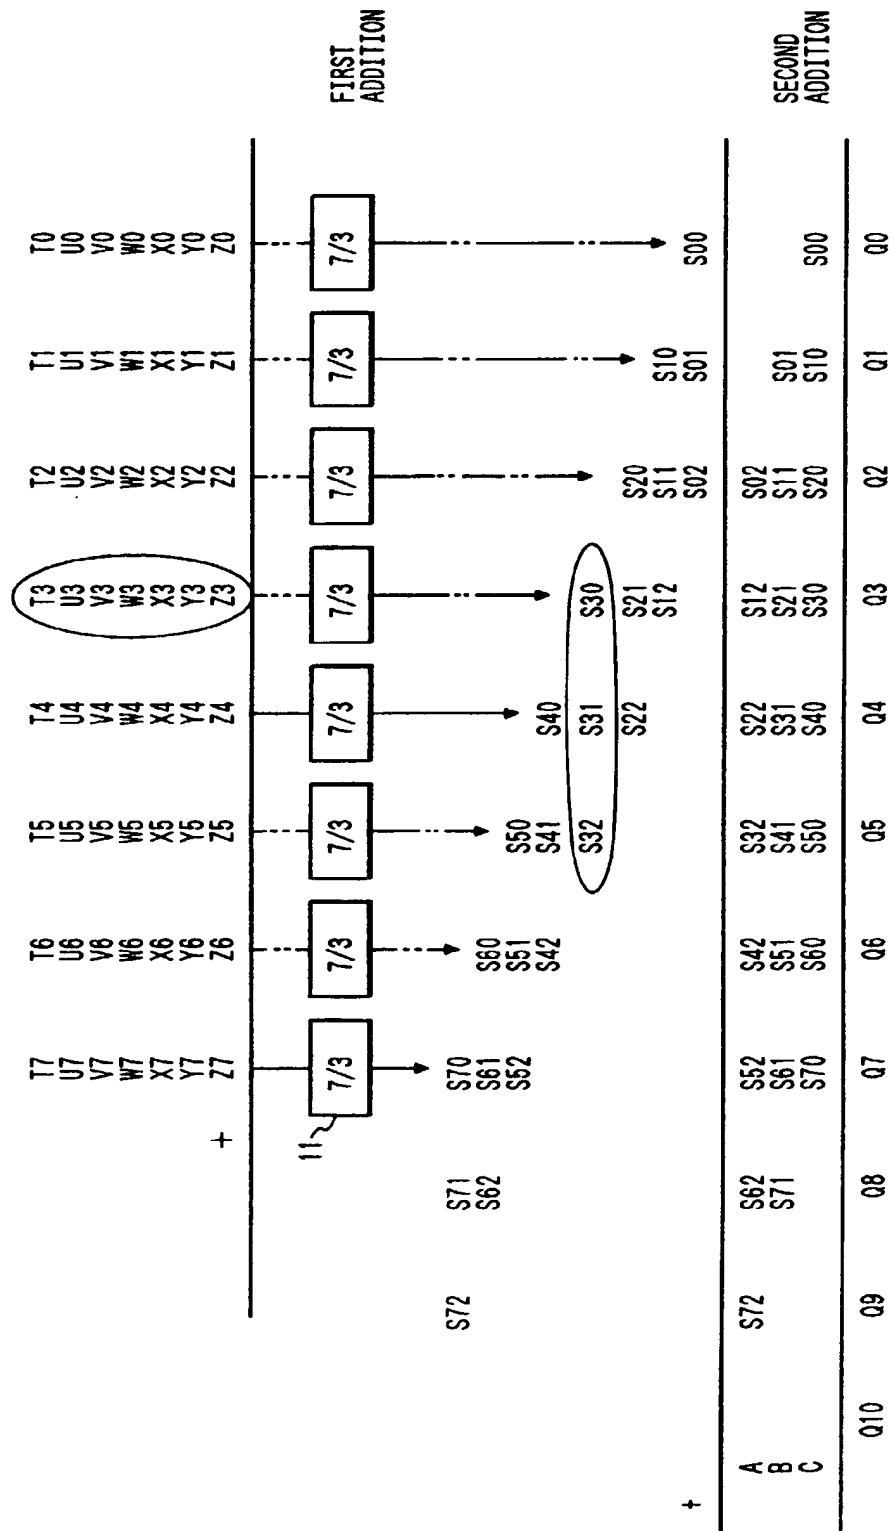 T7 T6 T5 T4 T3 T2 T1 T0
U7 U6 U5 U4 U3 U2 U1 U0
V7 V6 V5 V4 V3 V2 V1 V0
W7 W6 W5 W4 W3 W2 W1 W0
X7 X6 X5 X4 X3 X2 X1 X0
Y7 Y6 Y5 Y4 Y3 Y2 Y1 Y0
+ Z7 Z6 Z5 Z4 Z3 Z2 Z1 Z0
11
7/3 7/3 7/3 7/3 7/3 7/3 7/3 7/3
FIRST
ADDITION
S72 S71 S70
S62 S61 S60
S52 S51 S50
S42 S41 S40
S32 S31 S30
S22 S21 S20
S12 S11 S10
+ S02 S01 S00
A S72 S62 S52 S42 S32 S22 S12 S02
B S71 S61 S51 S41 S31 S21 S11 S01
C S70 S60 S50 S40 S30 S20 S10 S00
SECOND
ADDITION
Q10 Q9 Q8 Q7 Q6 Q5 Q4 Q3 Q2 Q1 Q0